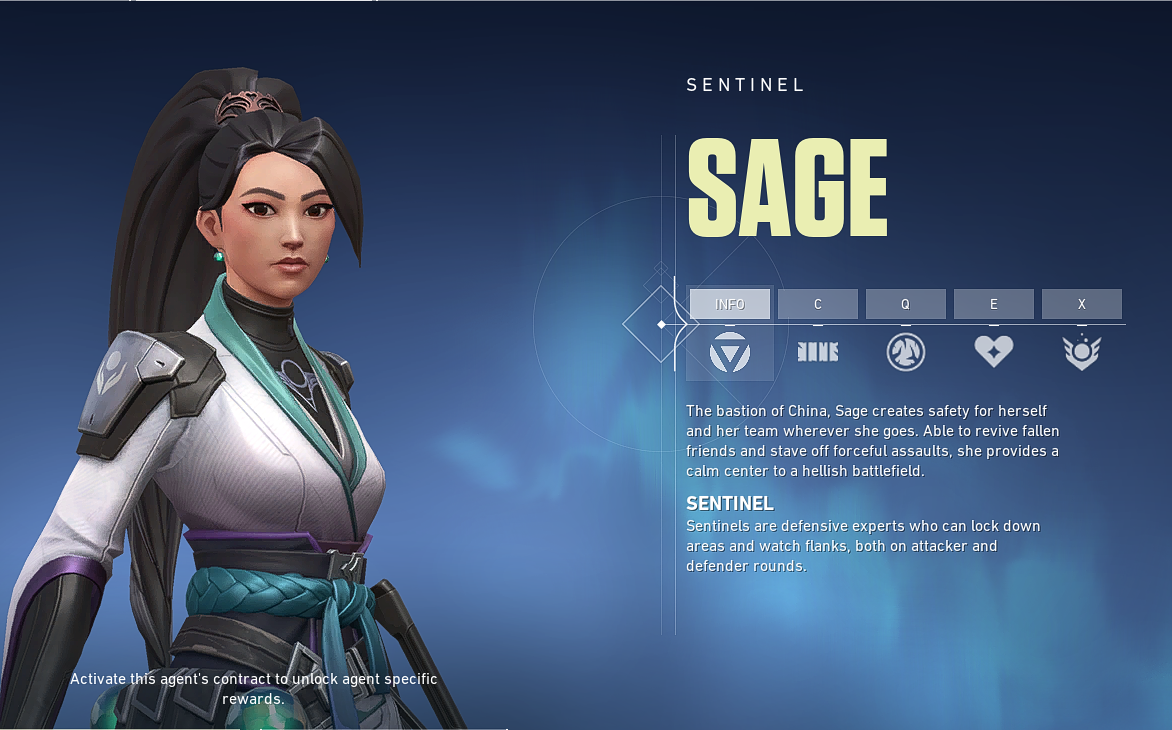 SENTINEL
SAGE
INFO C Q E X
The bastion of China, Sage creates safety for herself
and her team wherever she goes. Able to revive fallen
friends and stave off forceful assaults, she provides a
calm center to a hellish battlefield.
SENTINEL
Sentinels are defensive experts who can lock down
areas and watch flanks, both on attacker and
defender rounds.
Activate this agent's contract to unlock agent specific
rewards.